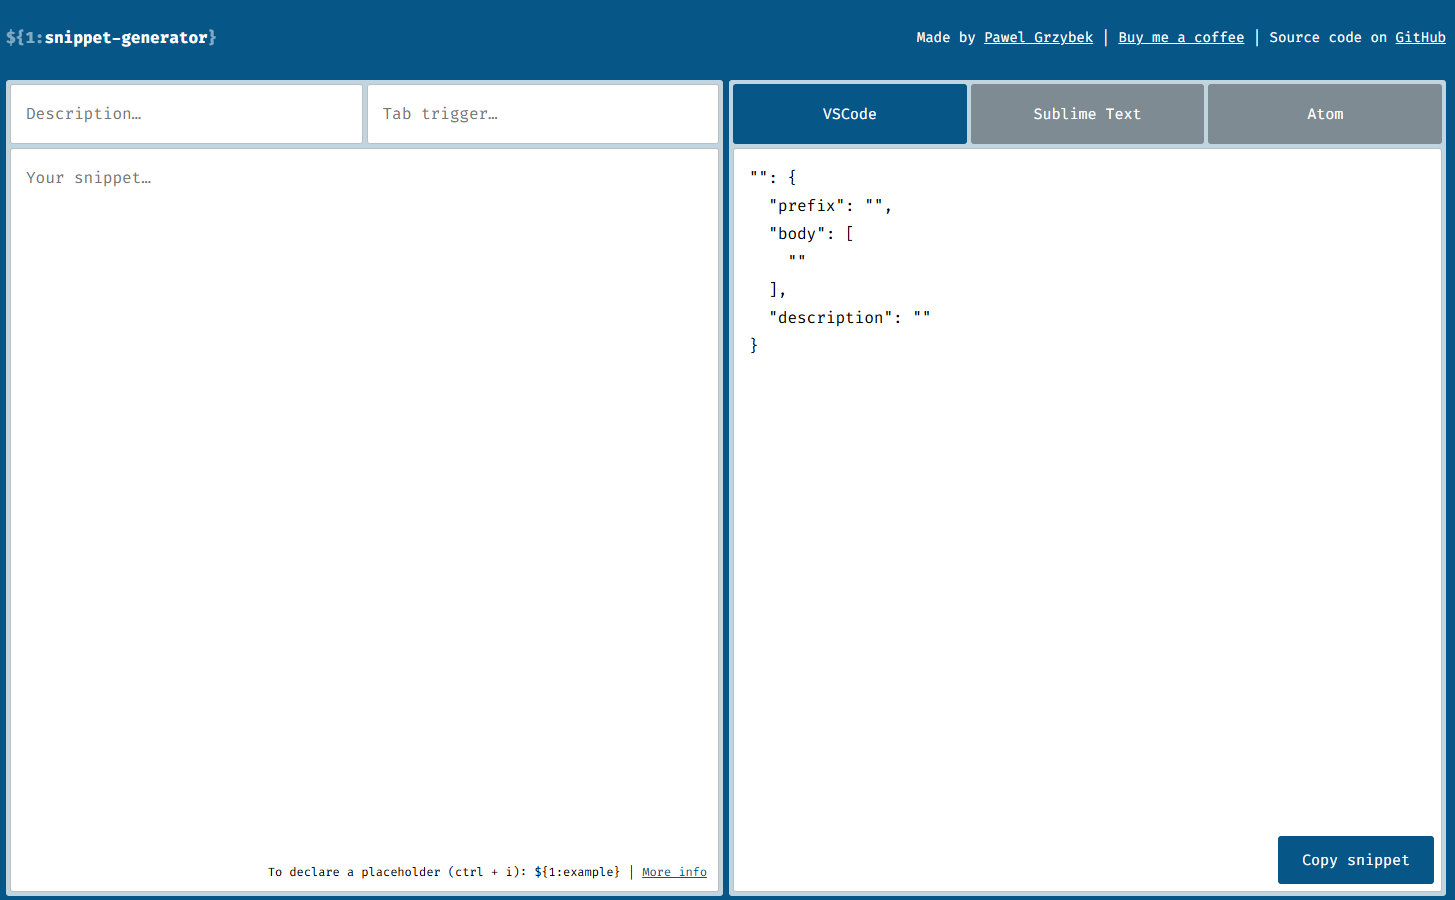 ${1:snippet-generator}
Made by Pawel Grzybek | Buy me a coffee | Source code on GitHub
Description…
Tab trigger…
Your snippet…
To declare a placeholder (ctrl + i): ${1:example} | More info
VSCode
Sublime Text
Atom
"": {
  "prefix": "",
  "body": [
    ""
  ],
  "description": ""
}
Copy snippet